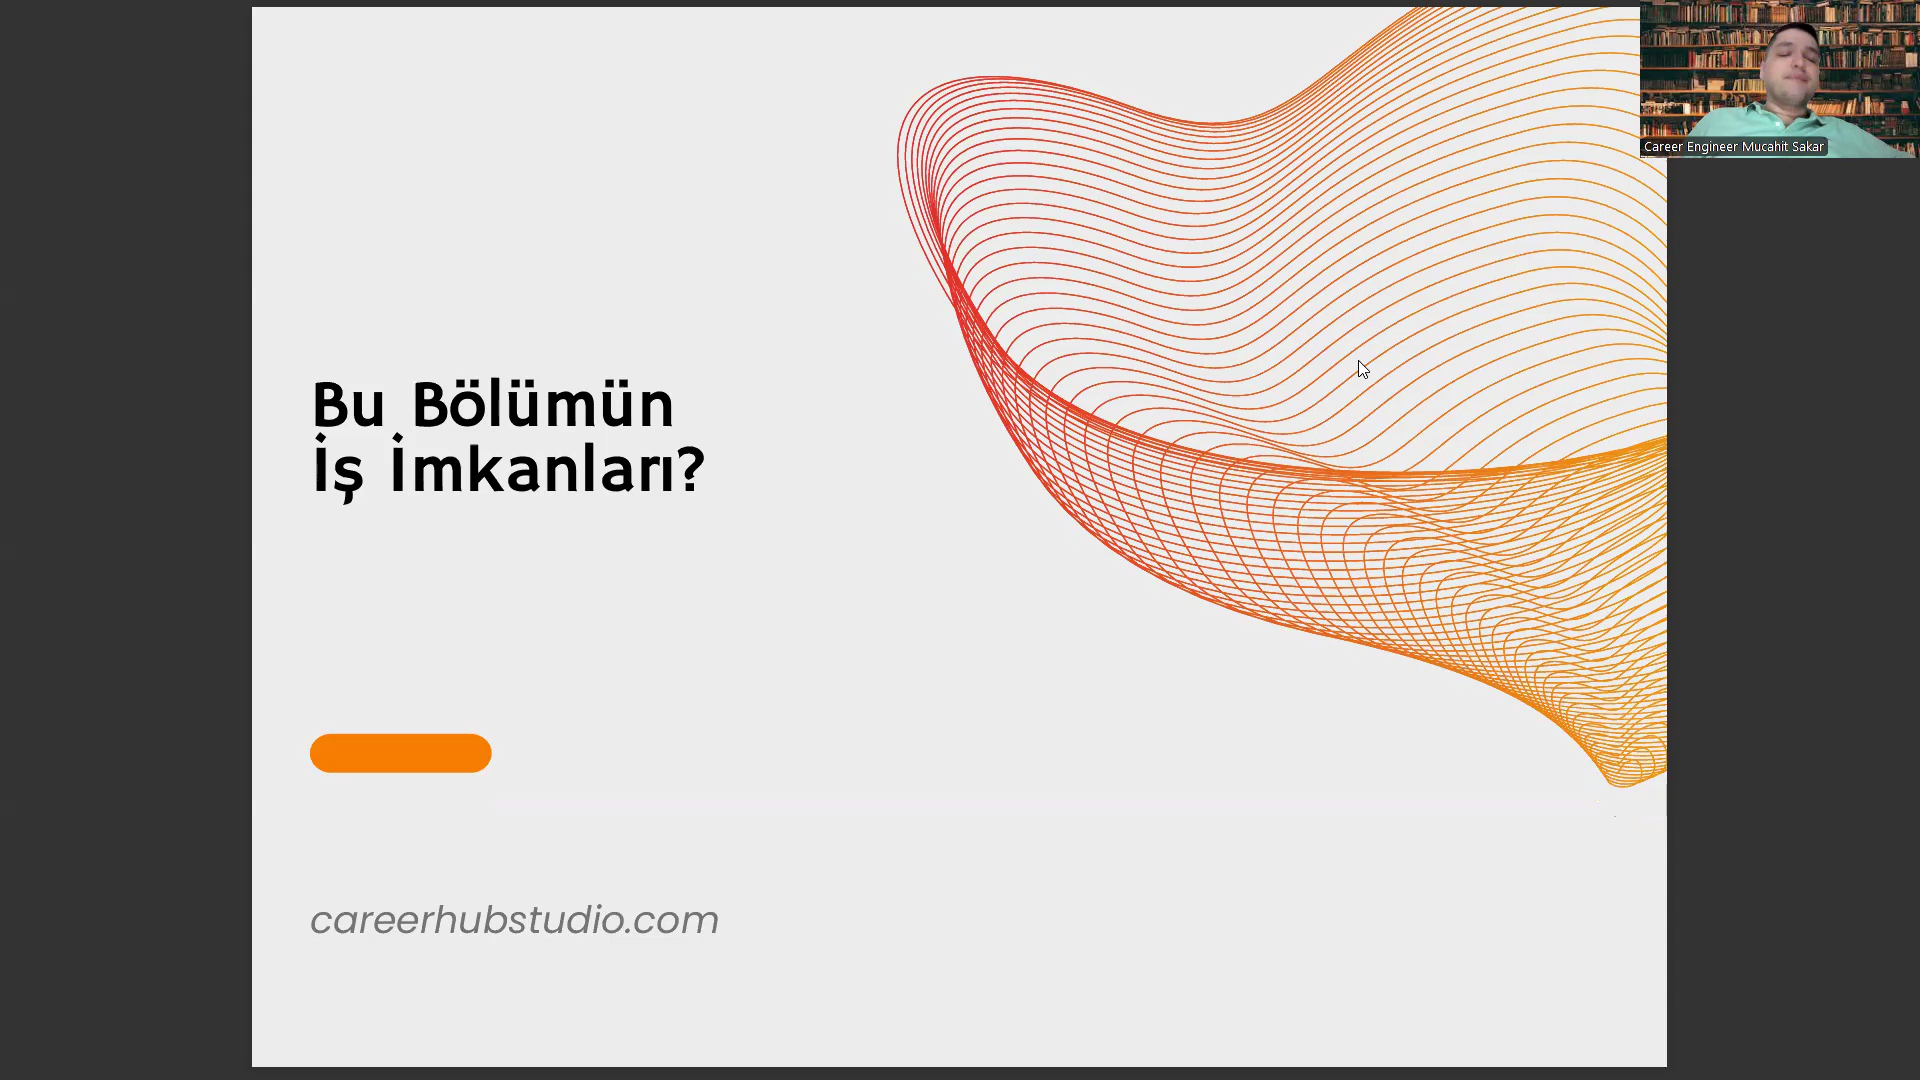 Career Engineer Mucahit Sakar
Bu Bölümün
İş İmkanları?
careerhubstudio.com